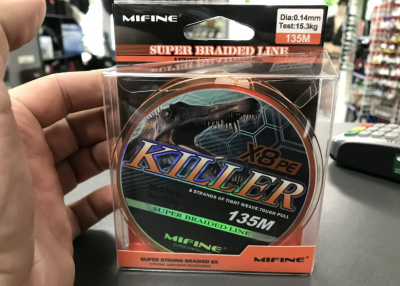 MIFINE
Dia:0.14mm
Test:15.3kg
135M
SUPER BRAIDED LINE
X8 PE
KILLER
8 STRANDS OF TIGHT WEAVE.TOUGH PULL
SUPER BRAIDED LINE
135M
MIFINE
SUPER STRONG BRAIDED 8X
MIFINE